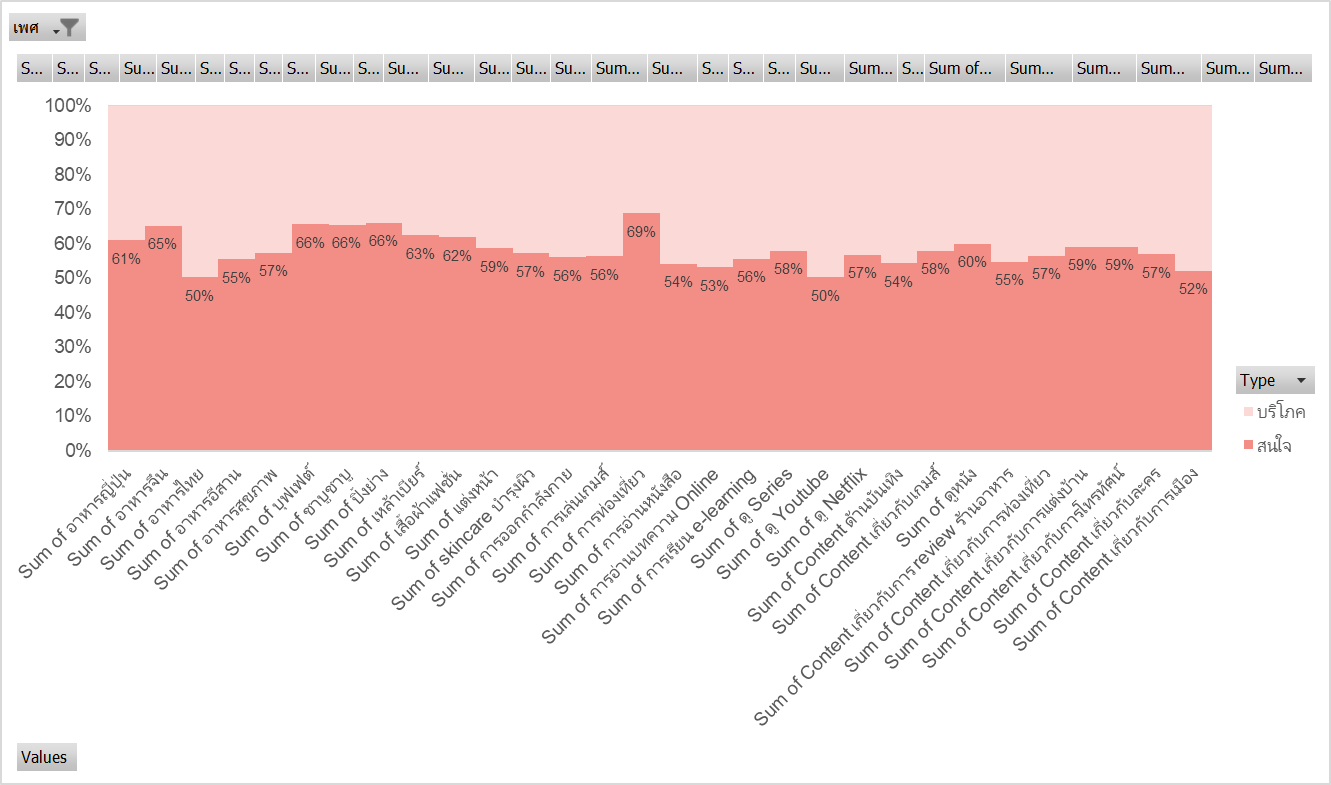 เพศ
S... S... S... Su... Su... S... S... S... S... Su... S... Su... Su... Su... Su... Su... Sum... Su... S... S... S... Su... Sum... S... Sum of... Sum... Sum... Sum... Sum... Sum...
100%
90%
80%
70%
60%
50%
40%
30%
20%
10%
0%
61% 65% 50% 55% 57% 66% 66% 66% 63% 62% 59% 57% 56% 56% 69% 54% 53% 56% 58% 50% 57% 54% 58% 60% 55% 57% 59% 59% 57% 52%
Sum of อาหารญี่ปุ่น
Sum of อาหารจีน
Sum of อาหารไทย
Sum of อาหารอีสาน
Sum of อาหารสุขภาพ
Sum of บุฟเฟต์
Sum of ชาบูชาบู
Sum of ปิ้งย่าง
Sum of เหล้าเบียร์
Sum of เสื้อผ้าแฟชั่น
Sum of แต่งหน้า
Sum of skincare บำรุงผิว
Sum of การออกกำลังกาย
Sum of การเล่นเกมส์
Sum of การท่องเที่ยว
Sum of การอ่านหนังสือ
Sum of การอ่านบทความ Online
Sum of การเรียน e-learning
Sum of ดู Series
Sum of ดู Youtube
Sum of ดู Netflix
Sum of Content ด้านบันเทิง
Sum of Content เกี่ยวกับเกมส์
Sum of ดูหนัง
Sum of Content เกี่ยวกับการ review ร้านอาหาร
Sum of Content เกี่ยวกับการท่องเที่ยว
Sum of Content เกี่ยวกับการแต่งบ้าน
Sum of Content เกี่ยวกับการโทรทัศน์
Sum of Content เกี่ยวกับละคร
Sum of Content เกี่ยวกับการเมือง
Type
บริโภค
สนใจ
Values